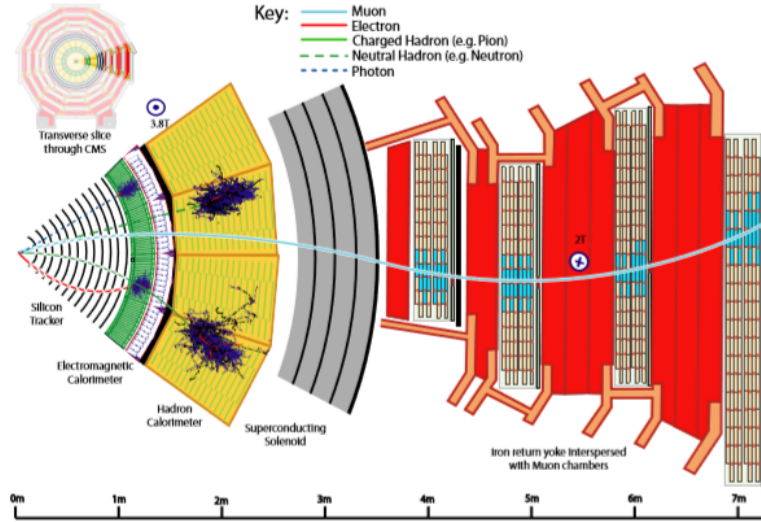 Key:
Muon
Electron
Charged Hadron (e.g. Pion)
Neutral Hadron (e.g. Neutron)
Photon
Transverse slice
through CMS
3.8T
2T
Silicon
Tracker
Electromagnetic
Calorimeter
Hadron
Calorimeter
Superconducting
Solenoid
Iron return yoke interspersed
with Muon chambers
0m 1m 2m 3m 4m 5m 6m 7m